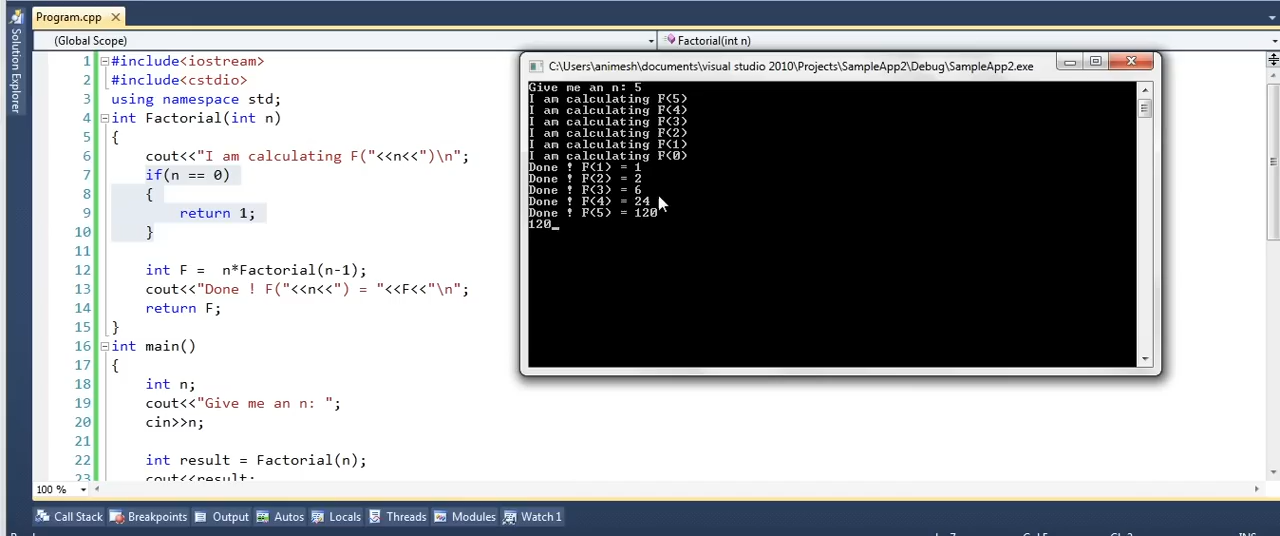 Program.cpp
Solution Explorer
(Global Scope)
Factorial(int n)
1 #include<iostream>
2 #include<cstdio>
3 using namespace std;
4 int Factorial(int n)
5 {
6 cout<<"I am calculating F("<<n<<")\n";
7 if(n == 0)
8 {
9 return 1;
10 }
11
12 int F =  n*Factorial(n-1);
13 cout<<"Done ! F("<<n<<") = "<<F<<"\n";
14 return F;
15 }
16 int main()
17 {
18 int n;
19 cout<<"Give me an n: ";
20 cin>>n;
21
22 int result = Factorial(n);
23 cout<<result;
C:\Users\animesh\documents\visual studio 2010\Projects\SampleApp2\Debug\SampleApp2.exe
Give me an n: 5
I am calculating F(5)
I am calculating F(4)
I am calculating F(3)
I am calculating F(2)
I am calculating F(1)
I am calculating F(0)
Done ! F(1) = 1
Done ! F(2) = 2
Done ! F(3) = 6
Done ! F(4) = 24
Done ! F(5) = 120
120_
100 %
Call Stack
Breakpoints
Output
Autos
Locals
Threads
Modules
Watch 1